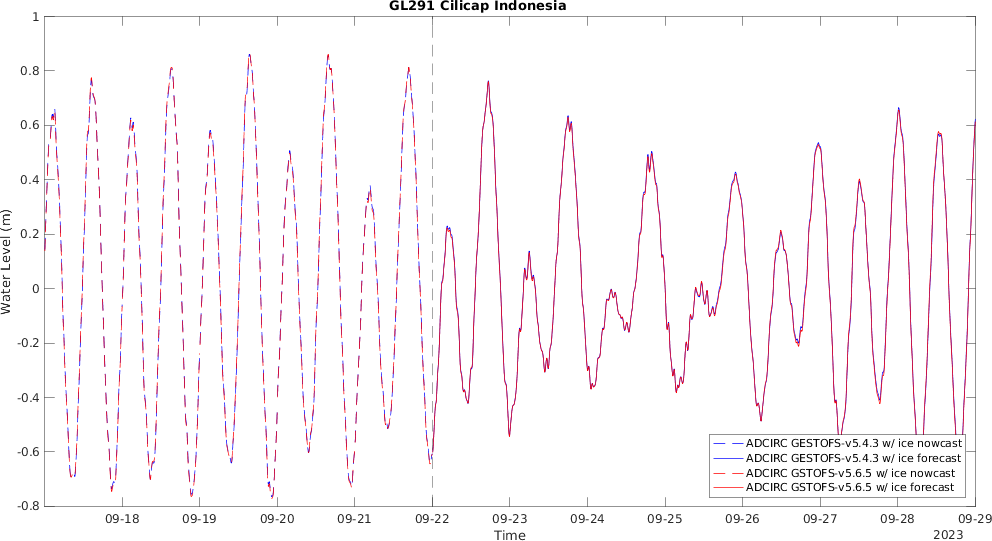 GL291 Cilicap Indonesia
1
0.8
0.6
0.4
0.2
0
-0.2
-0.4
-0.6
-0.8
Water Level (m)
ADCIRC GESTOFS-v5.4.3 w/ ice nowcast
ADCIRC GESTOFS-v5.4.3 w/ ice forecast
ADCIRC GSTOFS-v5.6.5 w/ ice nowcast
ADCIRC GSTOFS-v5.6.5 w/ ice forecast
09-18 09-19 09-20 09-21 09-22 09-23 09-24 09-25 09-26 09-27 09-28 09-29
Time
2023